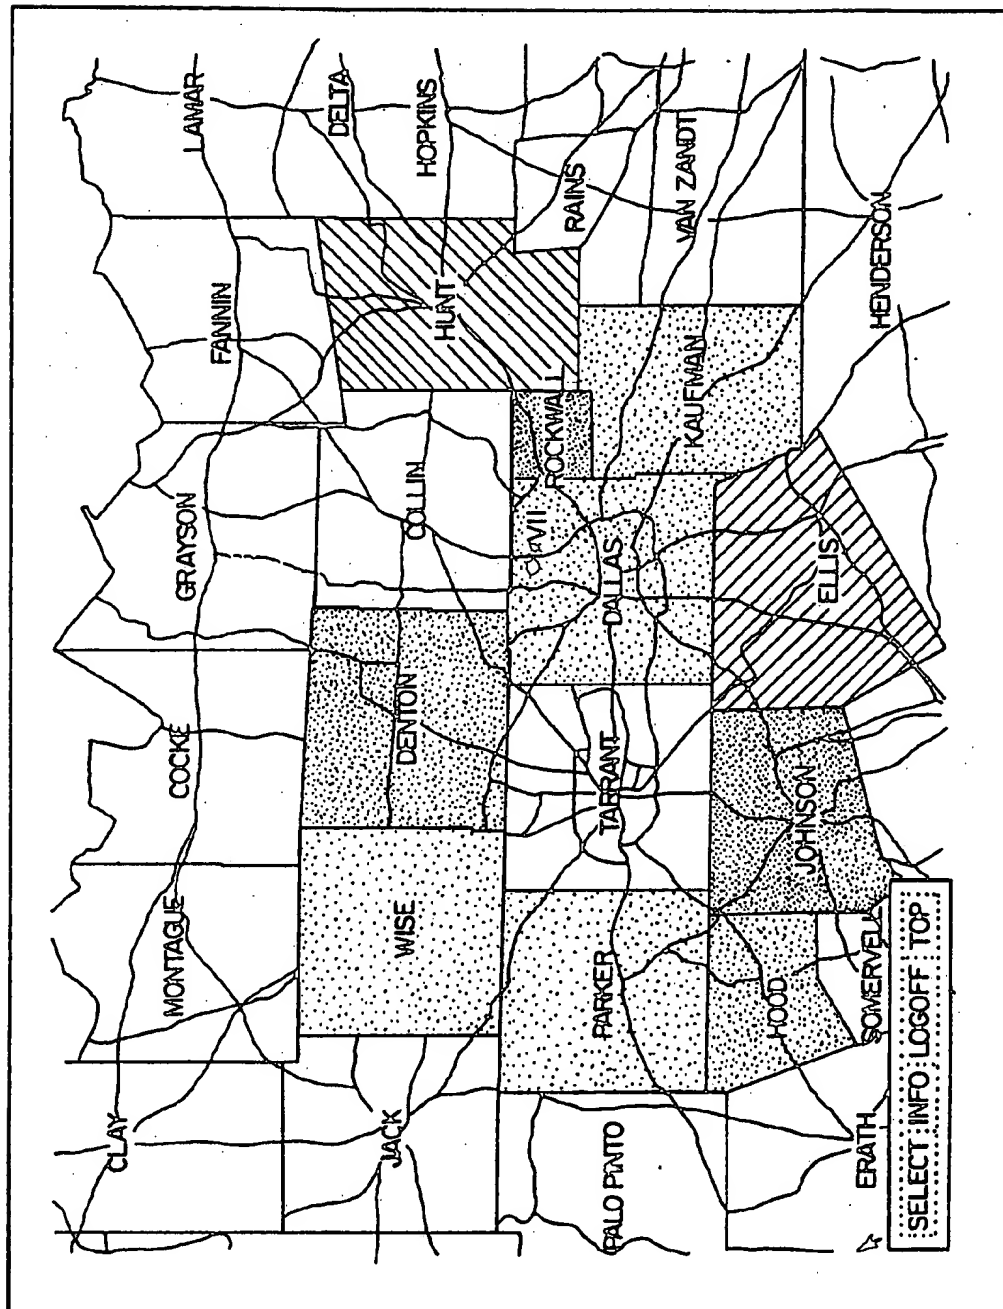 CLAY
MONTAGUE
COCKE
GRAYSON
FANNIN
LAMAR
DELTA
JACK
WISE
DENTON
COLLIN
HUNT
HOPKINS
PALO PINTO
PARKER
TARRANT
DALLAS
VII
ROCKWALL
RAINS
KAUFMAN
VAN ZANDT
ERATH
HOOD
SOMERVELL
JOHNSON
ELLIS
HENDERSON
SELECT INFO LOGOFF TOP